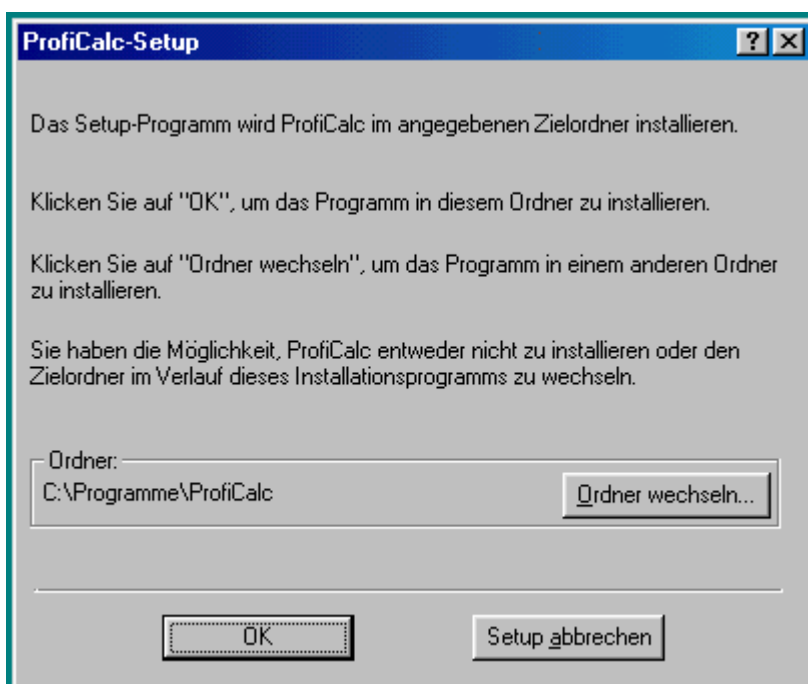 ProfiCalc-Setup
Das Setup-Programm wird ProfiCalc im angegebenen Zielordner installieren.
Klicken Sie auf "OK", um das Programm in diesem Ordner zu installieren.
Klicken Sie auf "Ordner wechseln", um das Programm in einem anderen Ordner
zu installieren.
Sie haben die Möglichkeit, ProfiCalc entweder nicht zu installieren oder den
Zielordner im Verlauf dieses Installationsprogramms zu wechseln.
Ordner:
C:\Programme\ProfiCalc
Ordner wechseln...
OK
Setup abbrechen